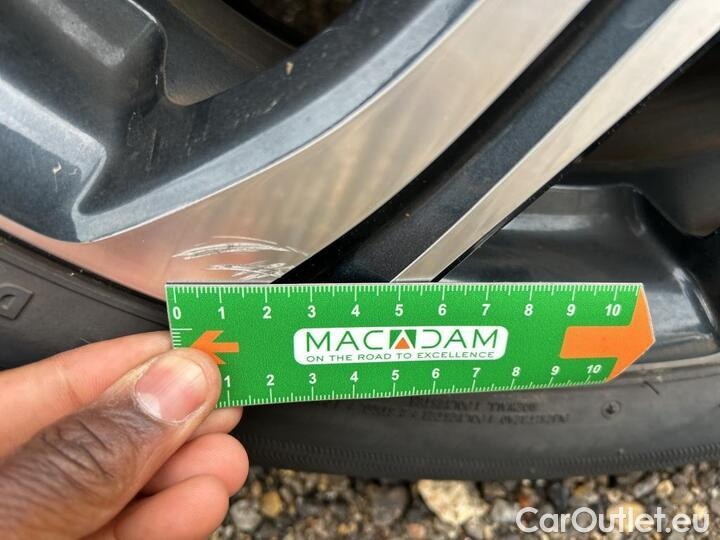 0 1 2 3 4 5 6 7 8 9 10
MACADAM
ON THE ROAD TO EXCELLENCE
1 2 3 4 5 6 7 8 9 10
CarOutlet.eu